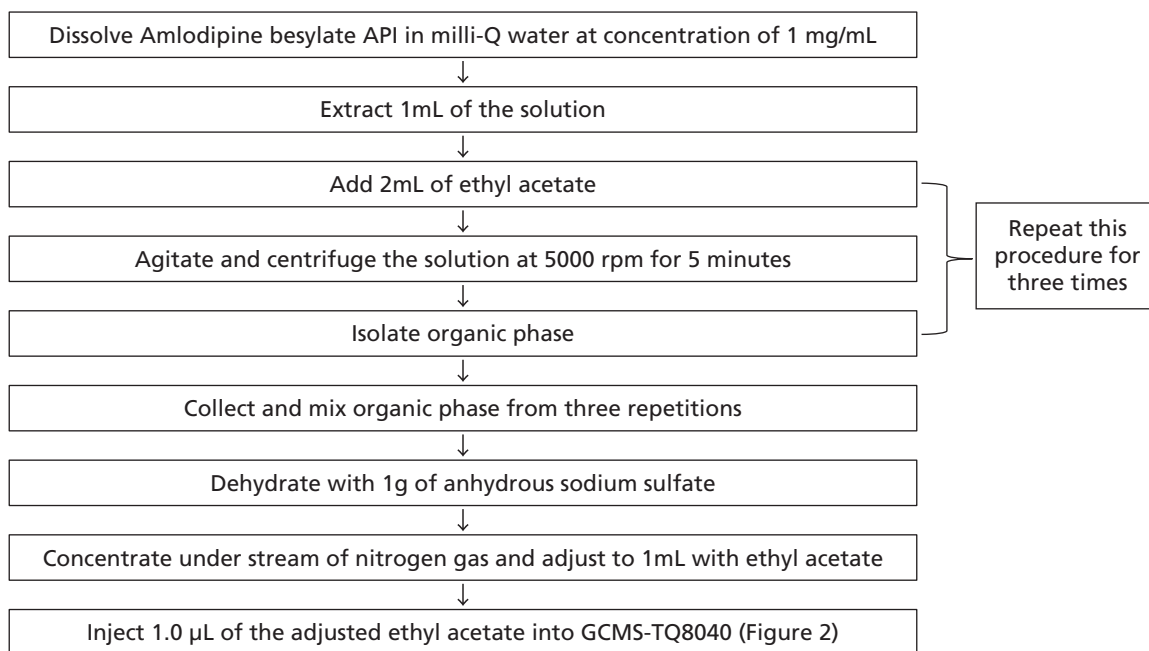 Dissolve Amlodipine besylate API in milli-Q water at concentration of 1 mg/mL
Extract 1mL of the solution
Add 2mL of ethyl acetate
Agitate and centrifuge the solution at 5000 rpm for 5 minutes
Isolate organic phase
Repeat this
procedure for
three times
Collect and mix organic phase from three repetitions
Dehydrate with 1g of anhydrous sodium sulfate
Concentrate under stream of nitrogen gas and adjust to 1mL with ethyl acetate
Inject 1.0 µL of the adjusted ethyl acetate into GCMS-TQ8040 (Figure 2)